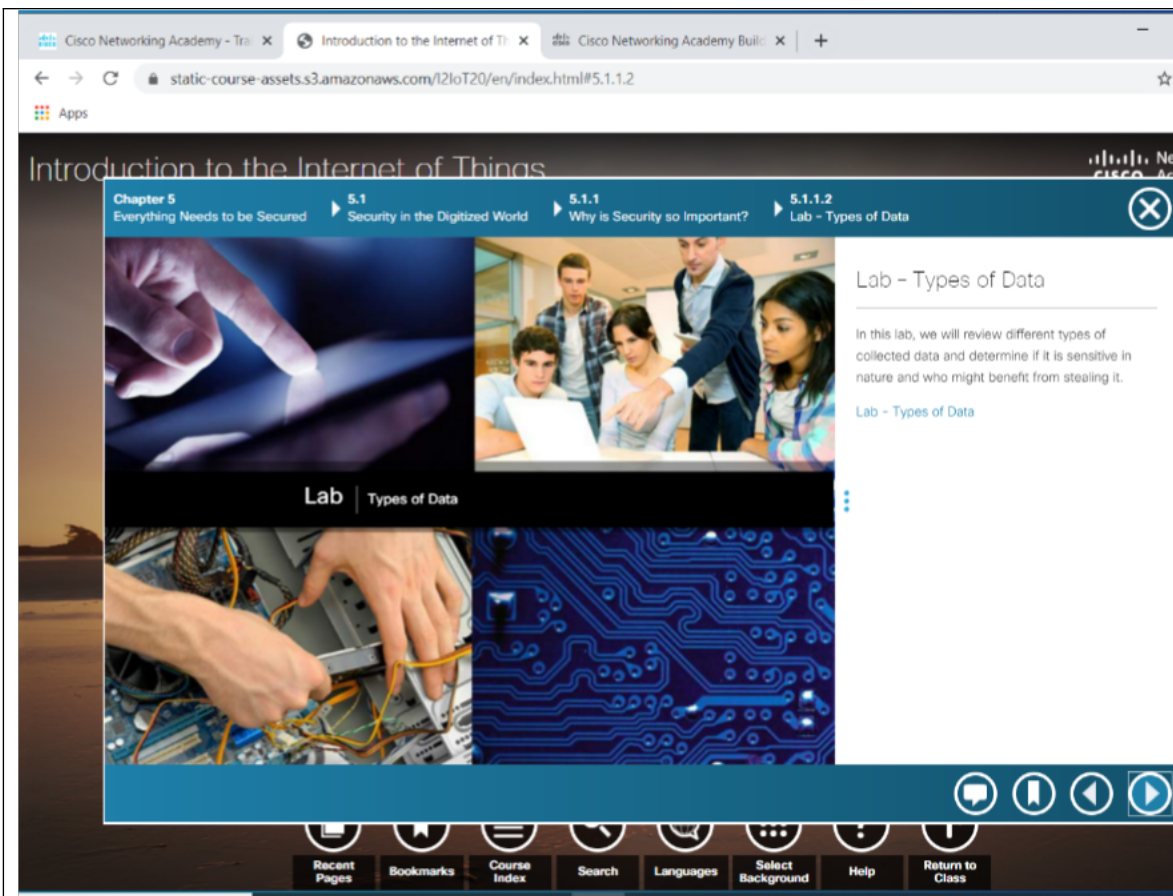 Cisco Networking Academy - Tra
Introduction to the Internet of Th
Cisco Networking Academy Build
static-course-assets.s3.amazonaws.com/I2IoT20/en/index.html#5.1.1.2
Apps
Introduction to the Internet of Things
Chapter 5
Everything Needs to be Secured
5.1
Security in the Digitized World
5.1.1
Why is Security so Important?
5.1.1.2
Lab - Types of Data
Lab - Types of Data
In this lab, we will review different types of
collected data and determine if it is sensitive in
nature and who might benefit from stealing it.
Lab - Types of Data
Lab | Types of Data
Recent
Pages
Bookmarks
Course
Index
Search
Languages
Select
Background
Help
Return to
Class